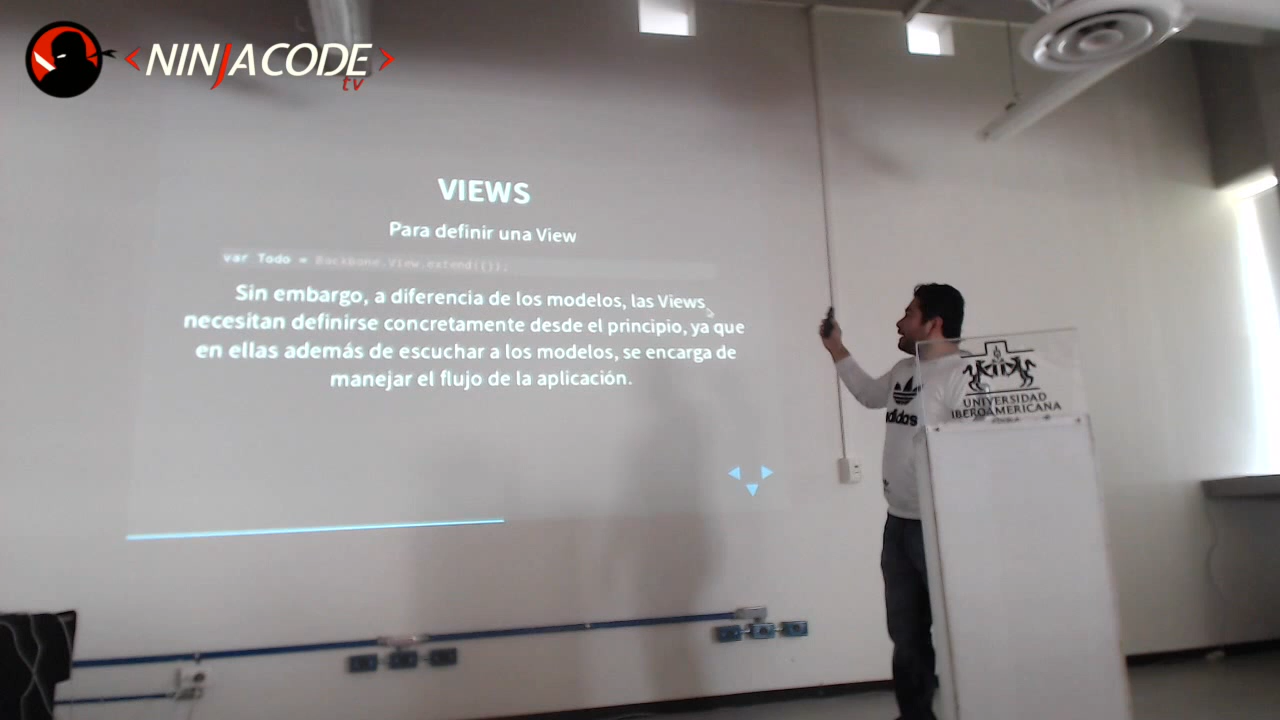 <NINJACODE>
tv
VIEWS
Para definir una View
var Todo = Backbone.View.extend({});
Sin embargo, a diferencia de los modelos, las Views
necesitan definirse concretamente desde el principio, ya que
en ellas además de escuchar a los modelos, se encarga de
manejar el flujo de la aplicación.
adidas
UNIVERSIDAD
IBEROAMERICANA